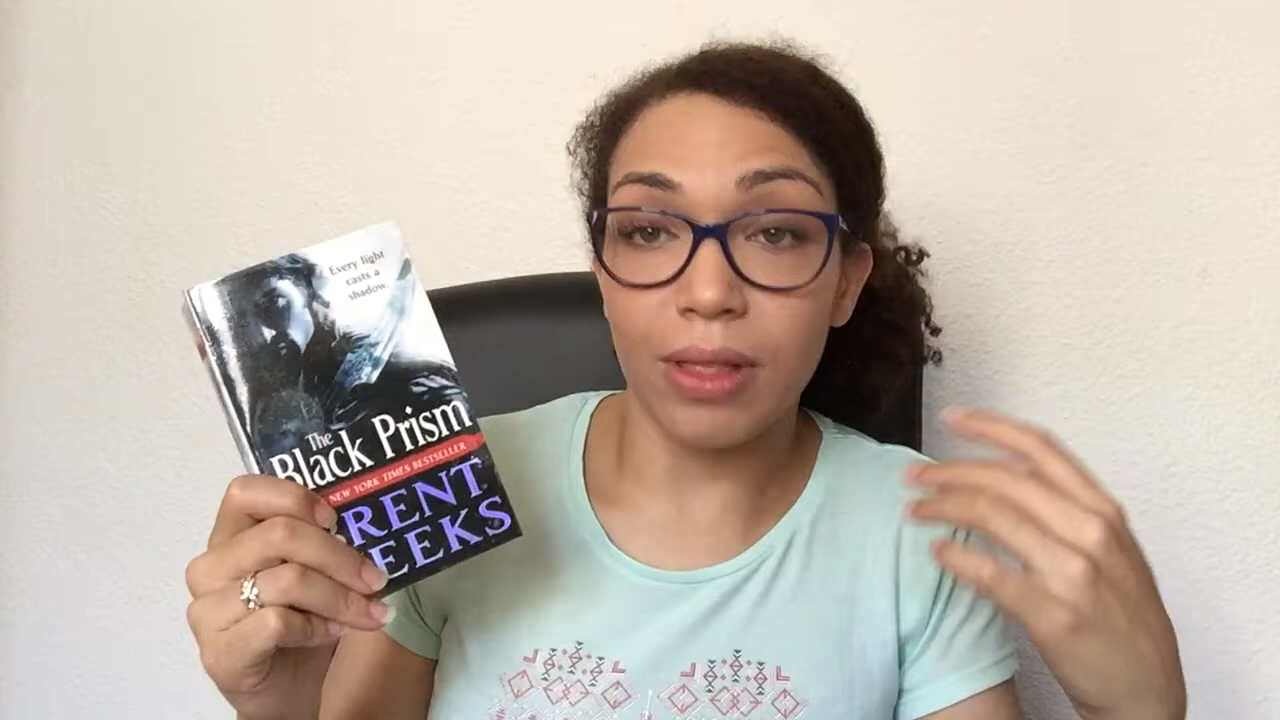 Every light
casts a
shadow.
The
Black Prism
NEW YORK TIMES BESTSELLER
RENT
EEKS